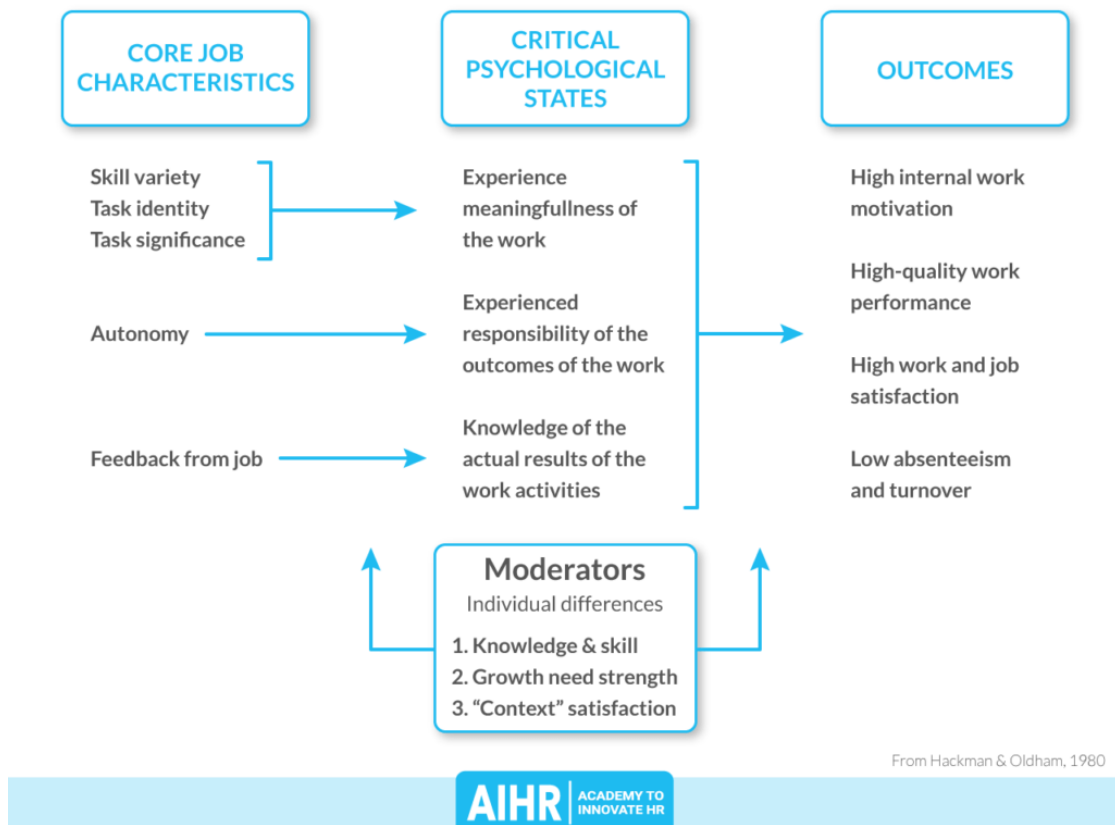 CORE JOB
CHARACTERISTICS
CRITICAL
PSYCHOLOGICAL
STATES
OUTCOMES
Skill variety
Task identity
Task significance
Autonomy
Feedback from job
Experience
meaningfullness of
the work
Experienced
responsibility of the
outcomes of the work
Knowledge of the
actual results of the
work activities
High internal work
motivation
High-quality work
performance
High work and job
satisfaction
Low absenteeism
and turnover
Moderators
Individual differences
1. Knowledge & skill
2. Growth need strength
3. “Context” satisfaction
From Hackman & Oldham, 1980
AIHR
ACADEMY TO
INNOVATE HR